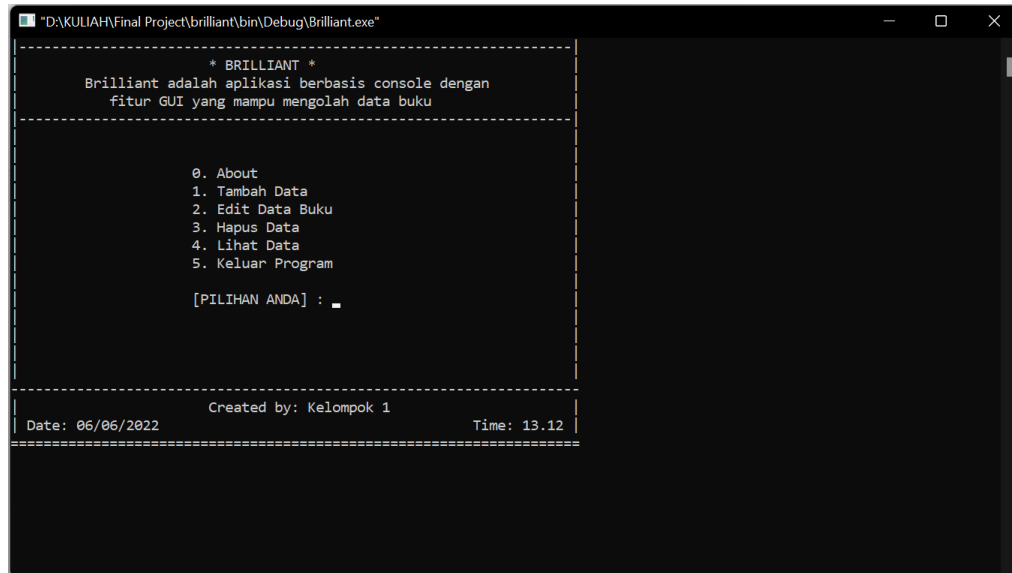 "D:\KULIAH\Final Project\brilliant\bin\Debug\Brilliant.exe"
* BRILLIANT *
Brilliant adalah aplikasi berbasis console dengan
fitur GUI yang mampu mengolah data buku
0. About
1. Tambah Data
2. Edit Data Buku
3. Hapus Data
4. Lihat Data
5. Keluar Program
[PILIHAN ANDA] :
Created by: Kelompok 1
Date: 06/06/2022 Time: 13.12